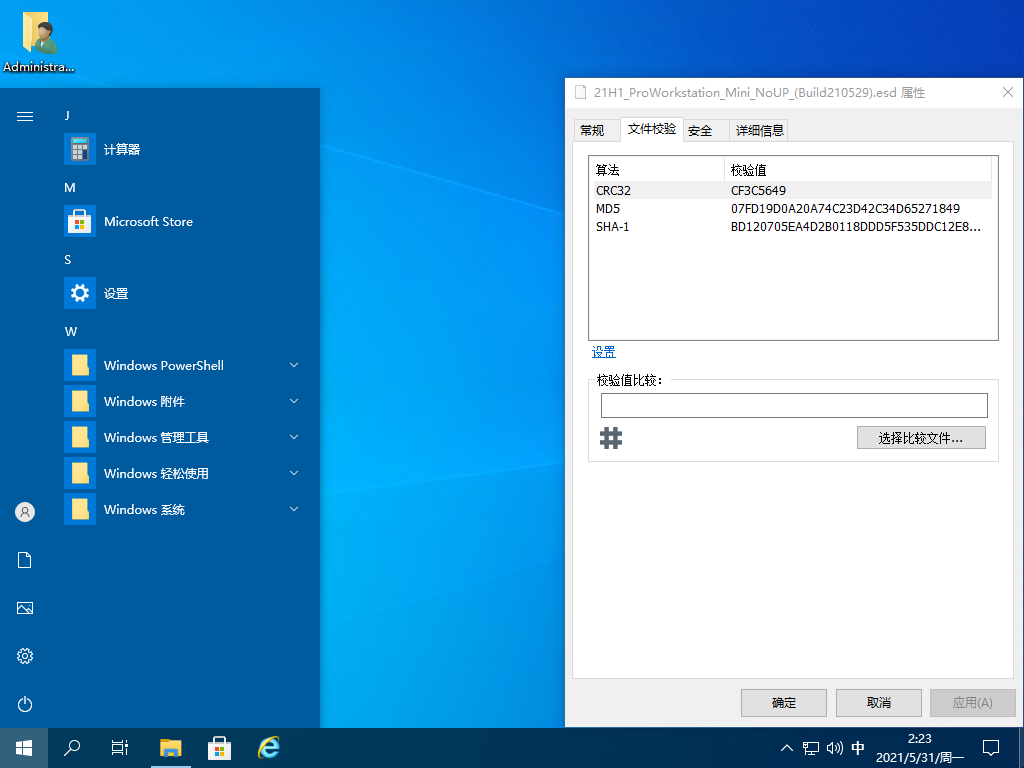 Administra...
J
计算器
M
Microsoft Store
S
设置
W
Windows PowerShell
Windows 附件
Windows 管理工具
Windows 轻松使用
Windows 系统
21H1_ProWorkstation_Mini_NoUP_(Build210529).esd 属性
常规 文件校验 安全 详细信息
算法 校验值
CRC32 CF3C5649
MD5 07FD19D0A20A74C23D42C34D65271849
SHA-1 BD120705EA4D2B0118DDD5F535DDC12E8...
设置
校验值比较:
选择比较文件...
确定 取消 应用(A)
中
2:23
2021/5/31/周一